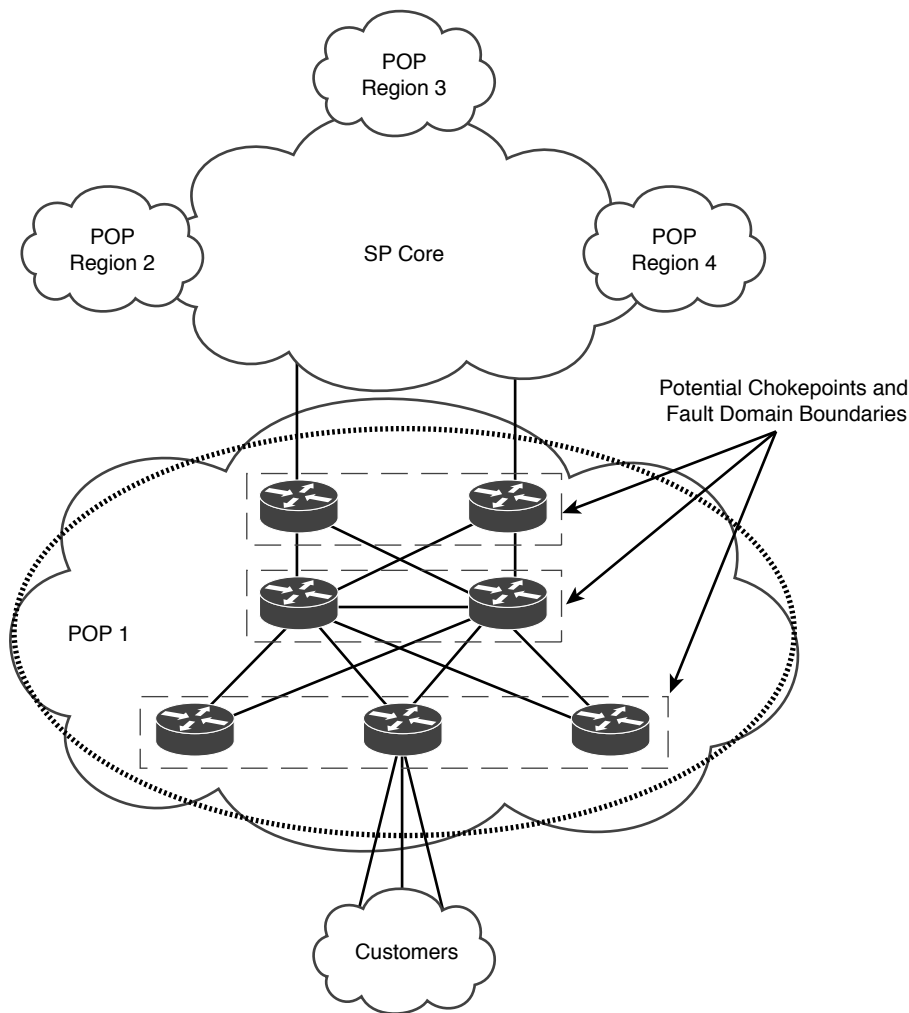 POP
Region 3
POP
Region 2
SP Core
POP
Region 4
Potential Chokepoints and
Fault Domain Boundaries
POP 1
Customers